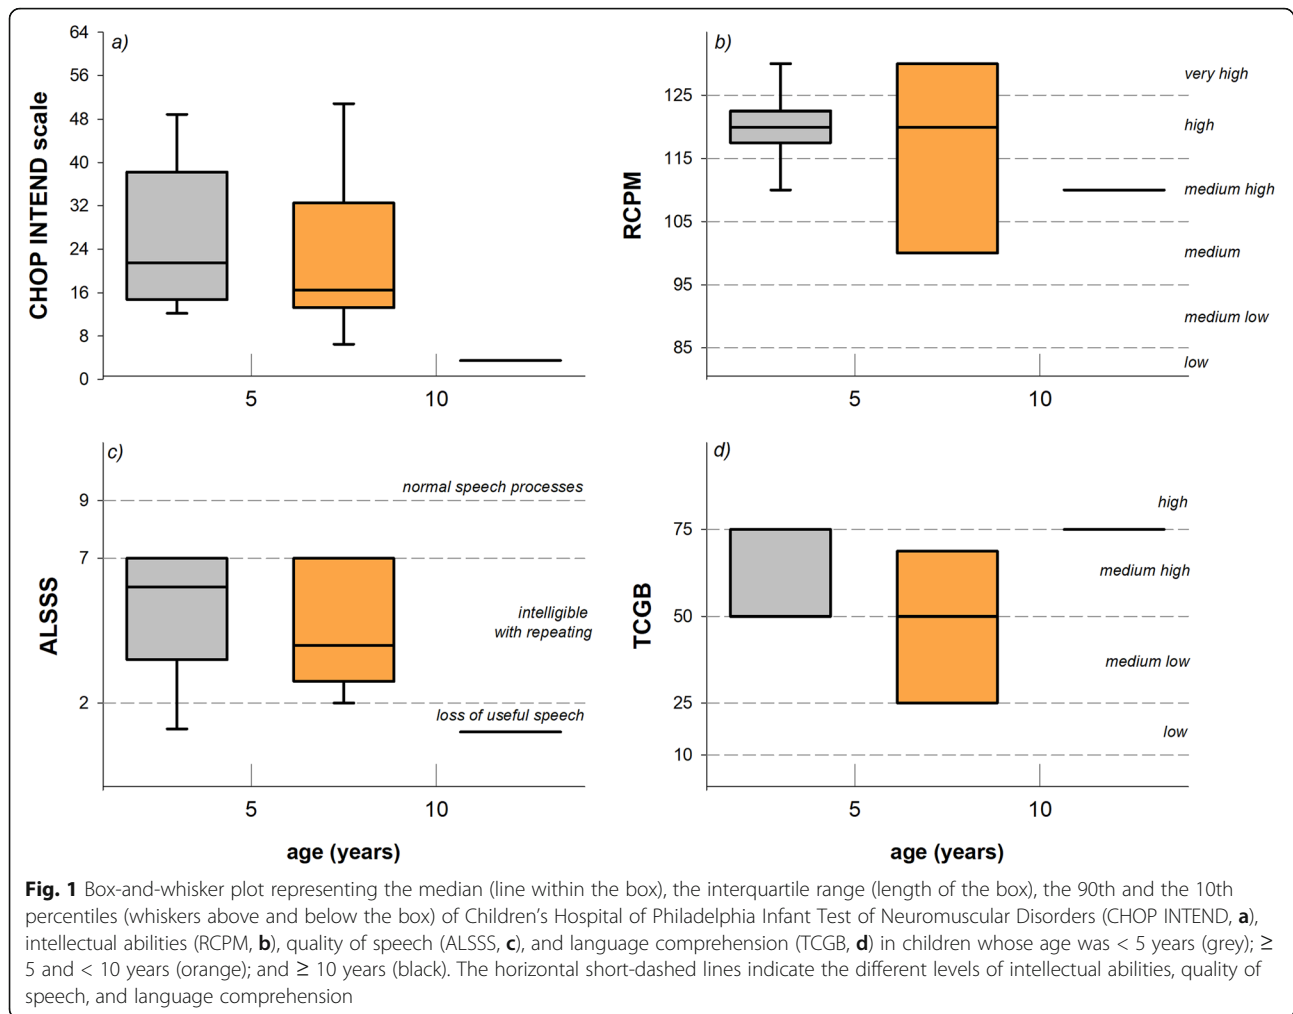 a)
64
56
48
40
32
24
16
8
0
CHOP INTEND scale
5
10
b)
125
115
105
95
85
RCPM
very high
high
medium high
medium
medium low
low
5
10
c)
9
7
2
ALSSS
normal speech processes
intelligible
with repeating
loss of useful speech
5
10
age (years)
d)
75
50
25
10
TCGB
high
medium high
medium low
low
5
10
age (years)
Fig. 1 Box-and-whisker plot representing the median (line within the box), the interquartile range (length of the box), the 90th and the 10th
percentiles (whiskers above and below the box) of Children's Hospital of Philadelphia Infant Test of Neuromuscular Disorders (CHOP INTEND, a),
intellectual abilities (RCPM, b), quality of speech (ALSSS, c), and language comprehension (TCGB, d) in children whose age was < 5 years (grey); ≥
5 and < 10 years (orange); and ≥ 10 years (black). The horizontal short-dashed lines indicate the different levels of intellectual abilities, quality of
speech, and language comprehension